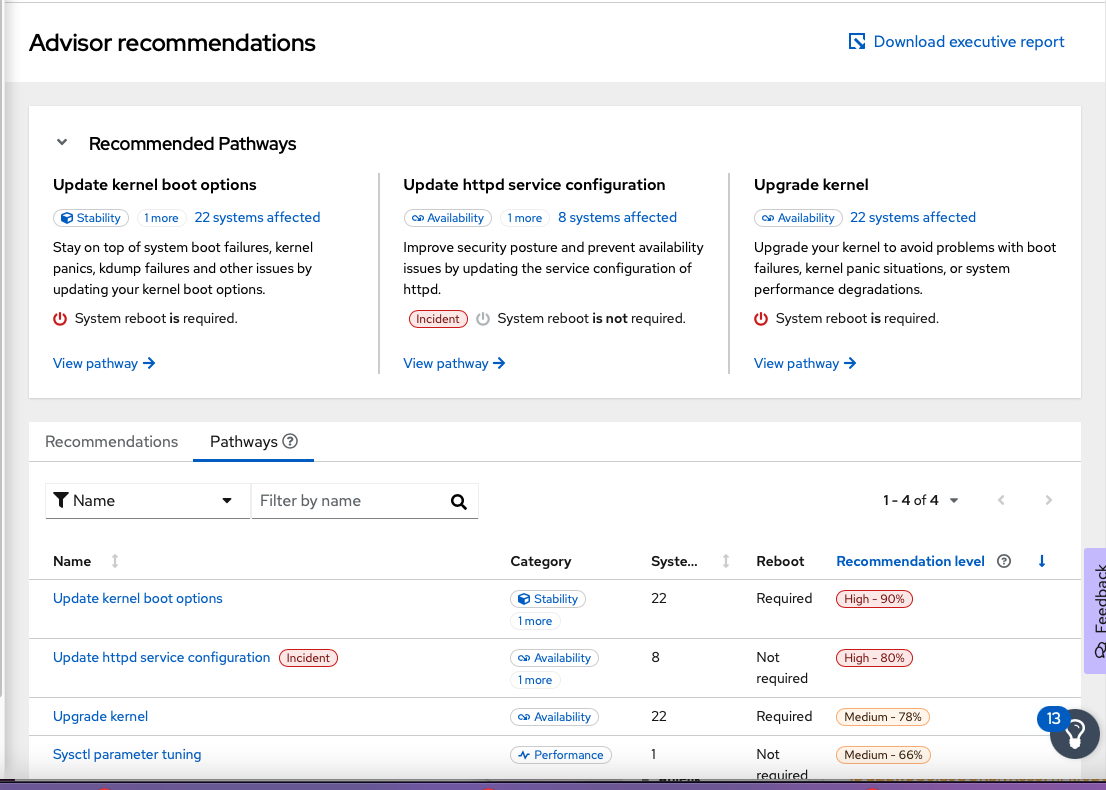 Advisor recommendations
Download executive report
Recommended Pathways
Update kernel boot options
Stability 1 more 22 systems affected
Stay on top of system boot failures, kernel
panics, kdump failures and other issues by
updating your kernel boot options.
System reboot is required.
View pathway
Update httpd service configuration
Availability 1 more 8 systems affected
Improve security posture and prevent availability
issues by updating the service configuration of
httpd.
Incident System reboot is not required.
View pathway
Upgrade kernel
Availability 22 systems affected
Upgrade your kernel to avoid problems with boot
failures, kernel panic situations, or system
performance degradations.
System reboot is required.
View pathway
Recommendations Pathways
Name Filter by name 1 - 4 of 4
Name Category Syste... Reboot Recommendation level
Update kernel boot options Stability 22 Required High - 90%
1 more
Update httpd service configuration Incident Availability 8 Not High - 80%
1 more required
Upgrade kernel Availability 22 Required Medium - 78%
Sysctl parameter tuning Performance 1 Not Medium - 66%
required
Feedback
13